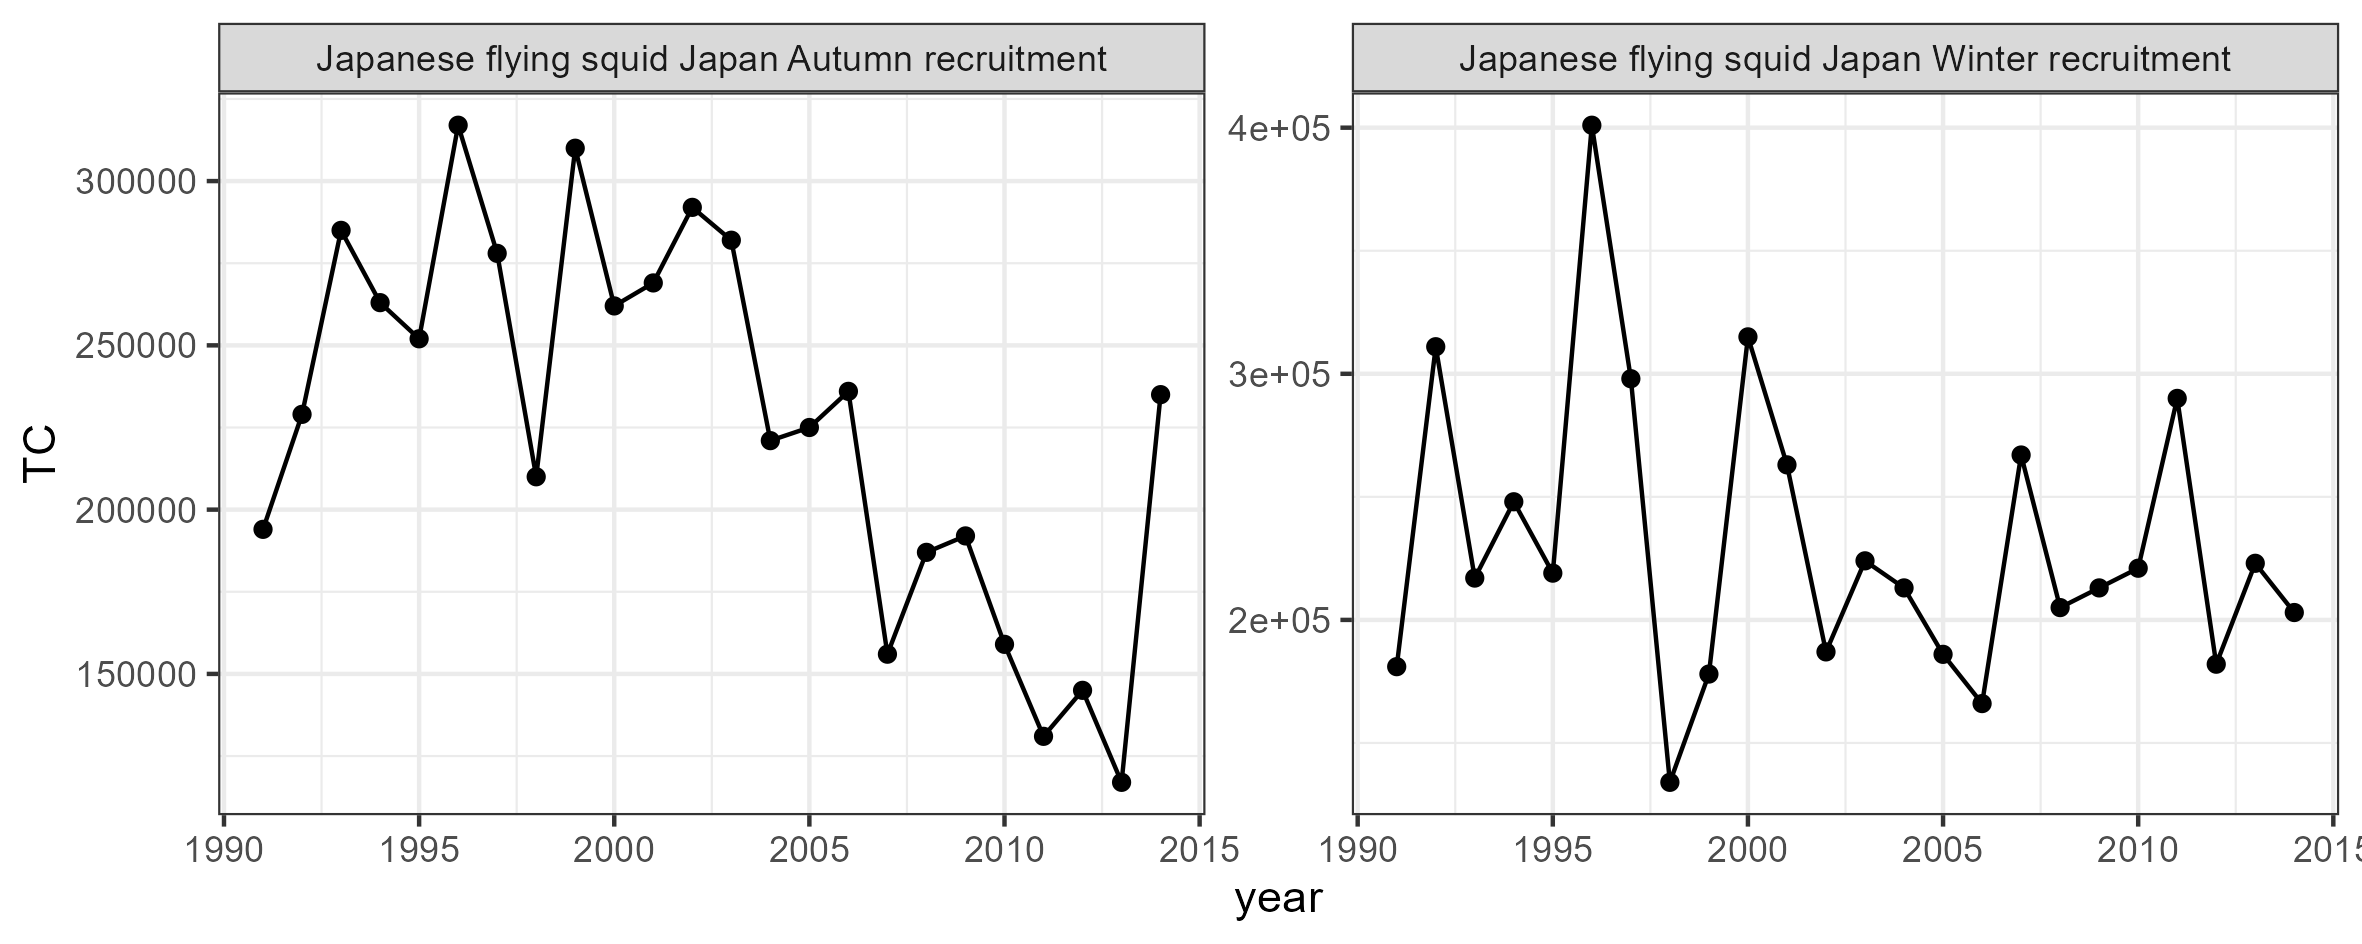 Japanese flying squid Japan Autumn recruitment
Japanese flying squid Japan Winter recruitment
TC
300000
250000
200000
150000
4e+05
3e+05
2e+05
1990 1995 2000 2005 2010 2015
1990 1995 2000 2005 2010 2015
year